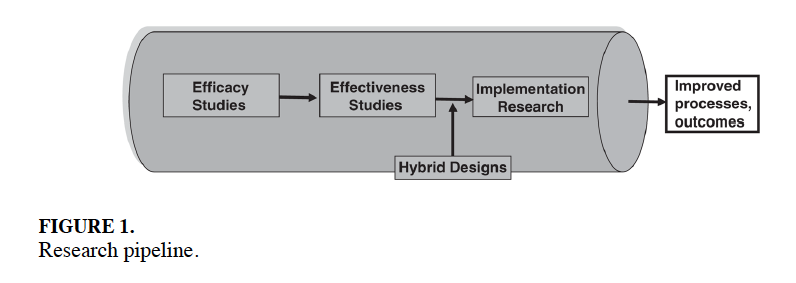 Efficacy
Studies
Effectiveness
Studies
Implementation
Research
Hybrid Designs
Improved
processes,
outcomes
FIGURE 1.
Research pipeline.